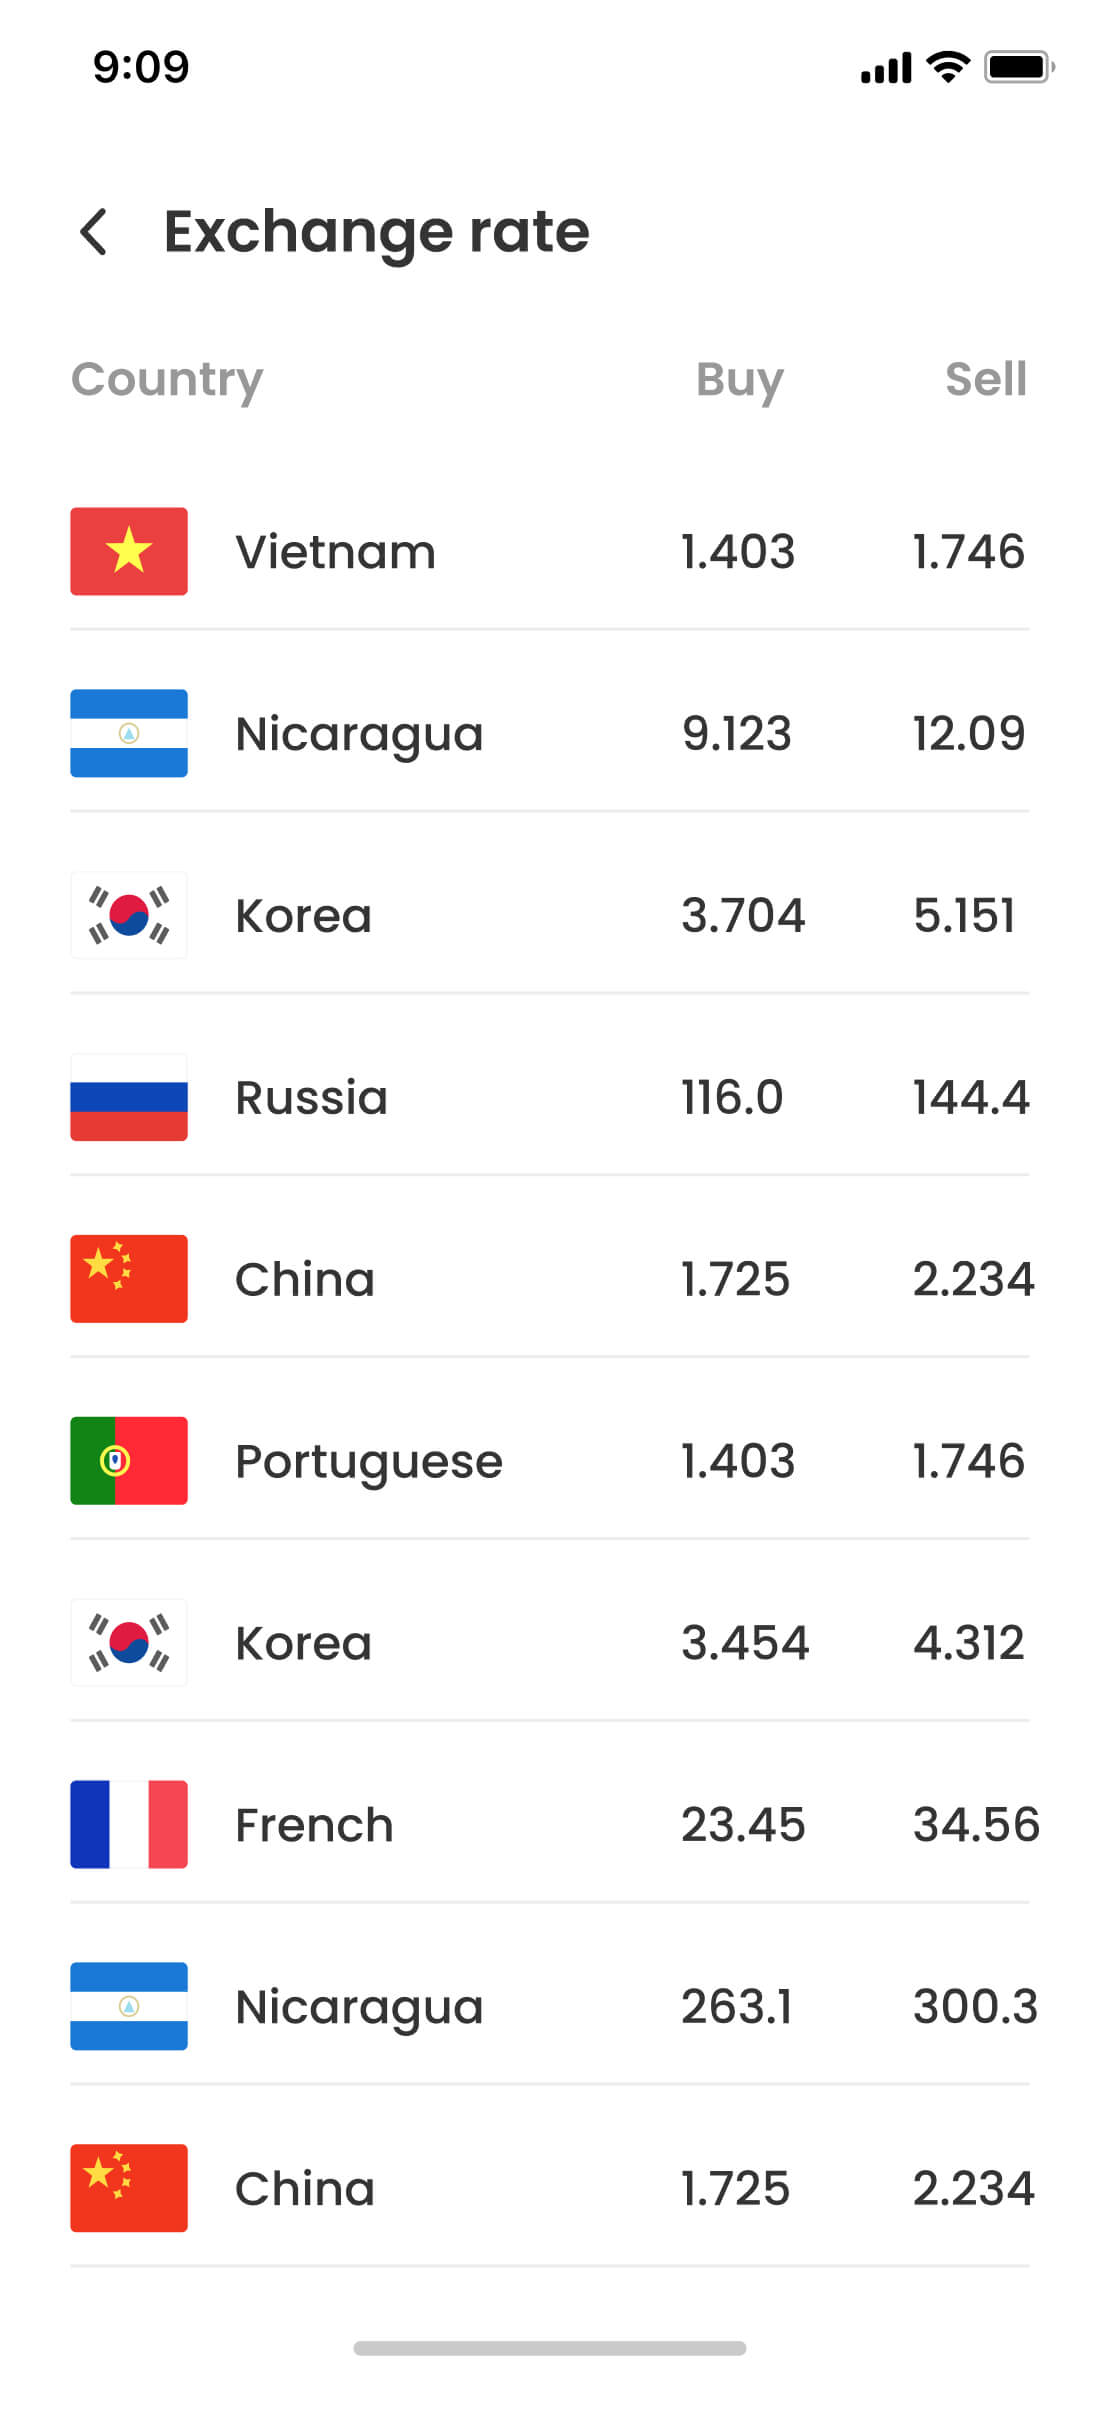 9:09
Exchange rate
Country Buy Sell
Vietnam 1.403 1.746
Nicaragua 9.123 12.09
Korea 3.704 5.151
Russia 116.0 144.4
China 1.725 2.234
Portuguese 1.403 1.746
Korea 3.454 4.312
French 23.45 34.56
Nicaragua 263.1 300.3
China 1.725 2.234